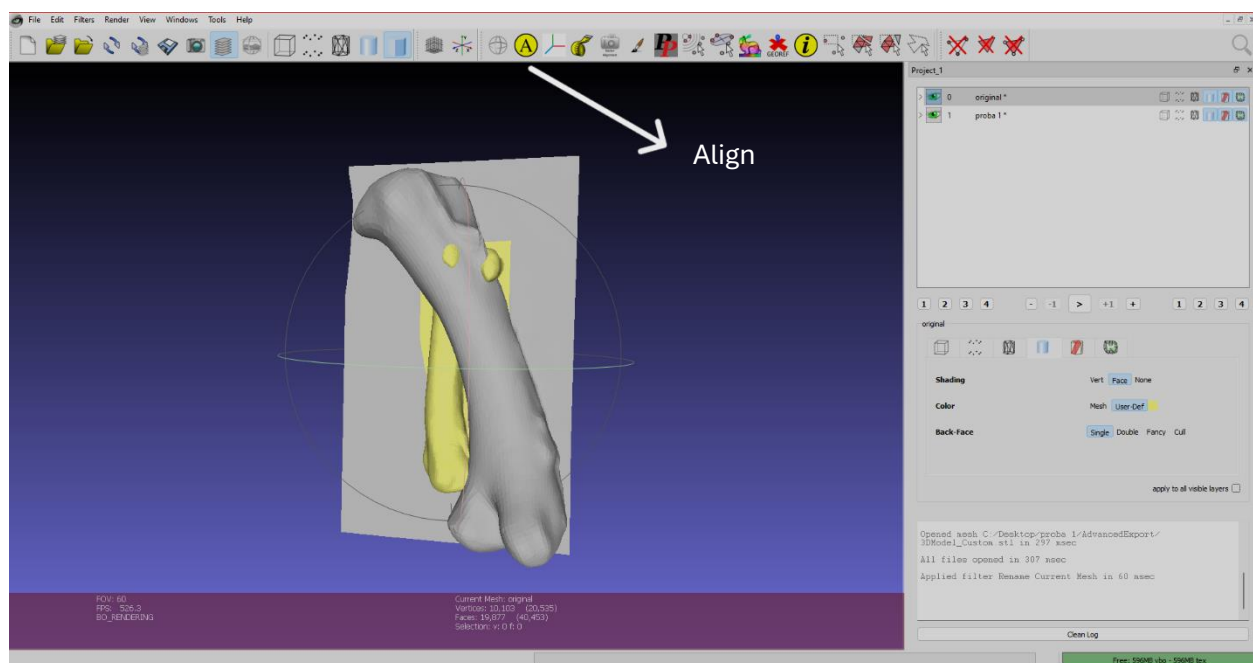 File Edit Filters Render View Windows Tools Help
A
PP
GEOREF
i
Align
Project_1
0 original *
1 proba 1 *
1 2 3 4 - -1 > +1 + 1 2 3 4
original
Shading Vert Face None
Color Mesh User-Def
Back-Face Single Double Fancy Cull
apply to all visible layers
Opened mesh C:/Desktop/proba 1/AdvancedExport/
3DModel_Custom stl in 297 msec
All files opened in 307 msec
Applied filter Rename Current Mesh in 60 msec
Clean Log
FOV: 60
FPS: 526.3
BO_RENDERING
Current Mesh: original
Vertices: 10,103 (20,535)
Faces: 19,877 (40,453)
Selection: v: 0 f: 0
Free: 596MB vbo - 596MB tex